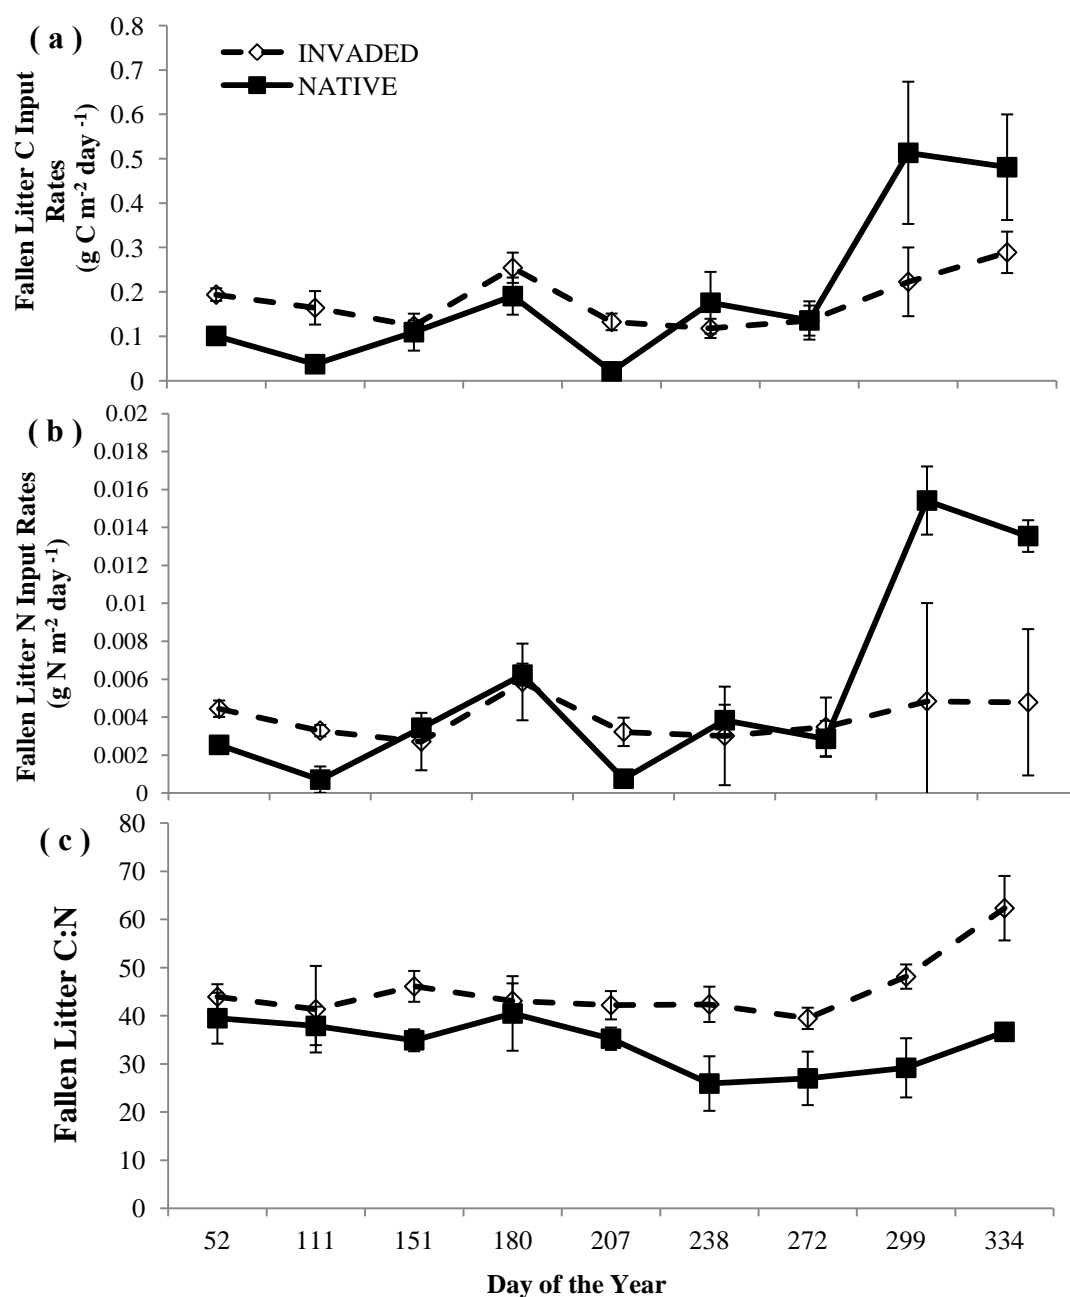 ( a )
INVADED
NATIVE
Fallen Litter C Input
Rates
(g C m-2 day -1)
0.8
0.7
0.6
0.5
0.4
0.3
0.2
0.1
0
( b )
Fallen Litter N Input Rates
(g N m-2 day -1)
0.02
0.018
0.016
0.014
0.012
0.01
0.008
0.006
0.004
0.002
0
( c )
Fallen Litter C:N
80
70
60
50
40
30
20
10
0
52 111 151 180 207 238 272 299 334
Day of the Year